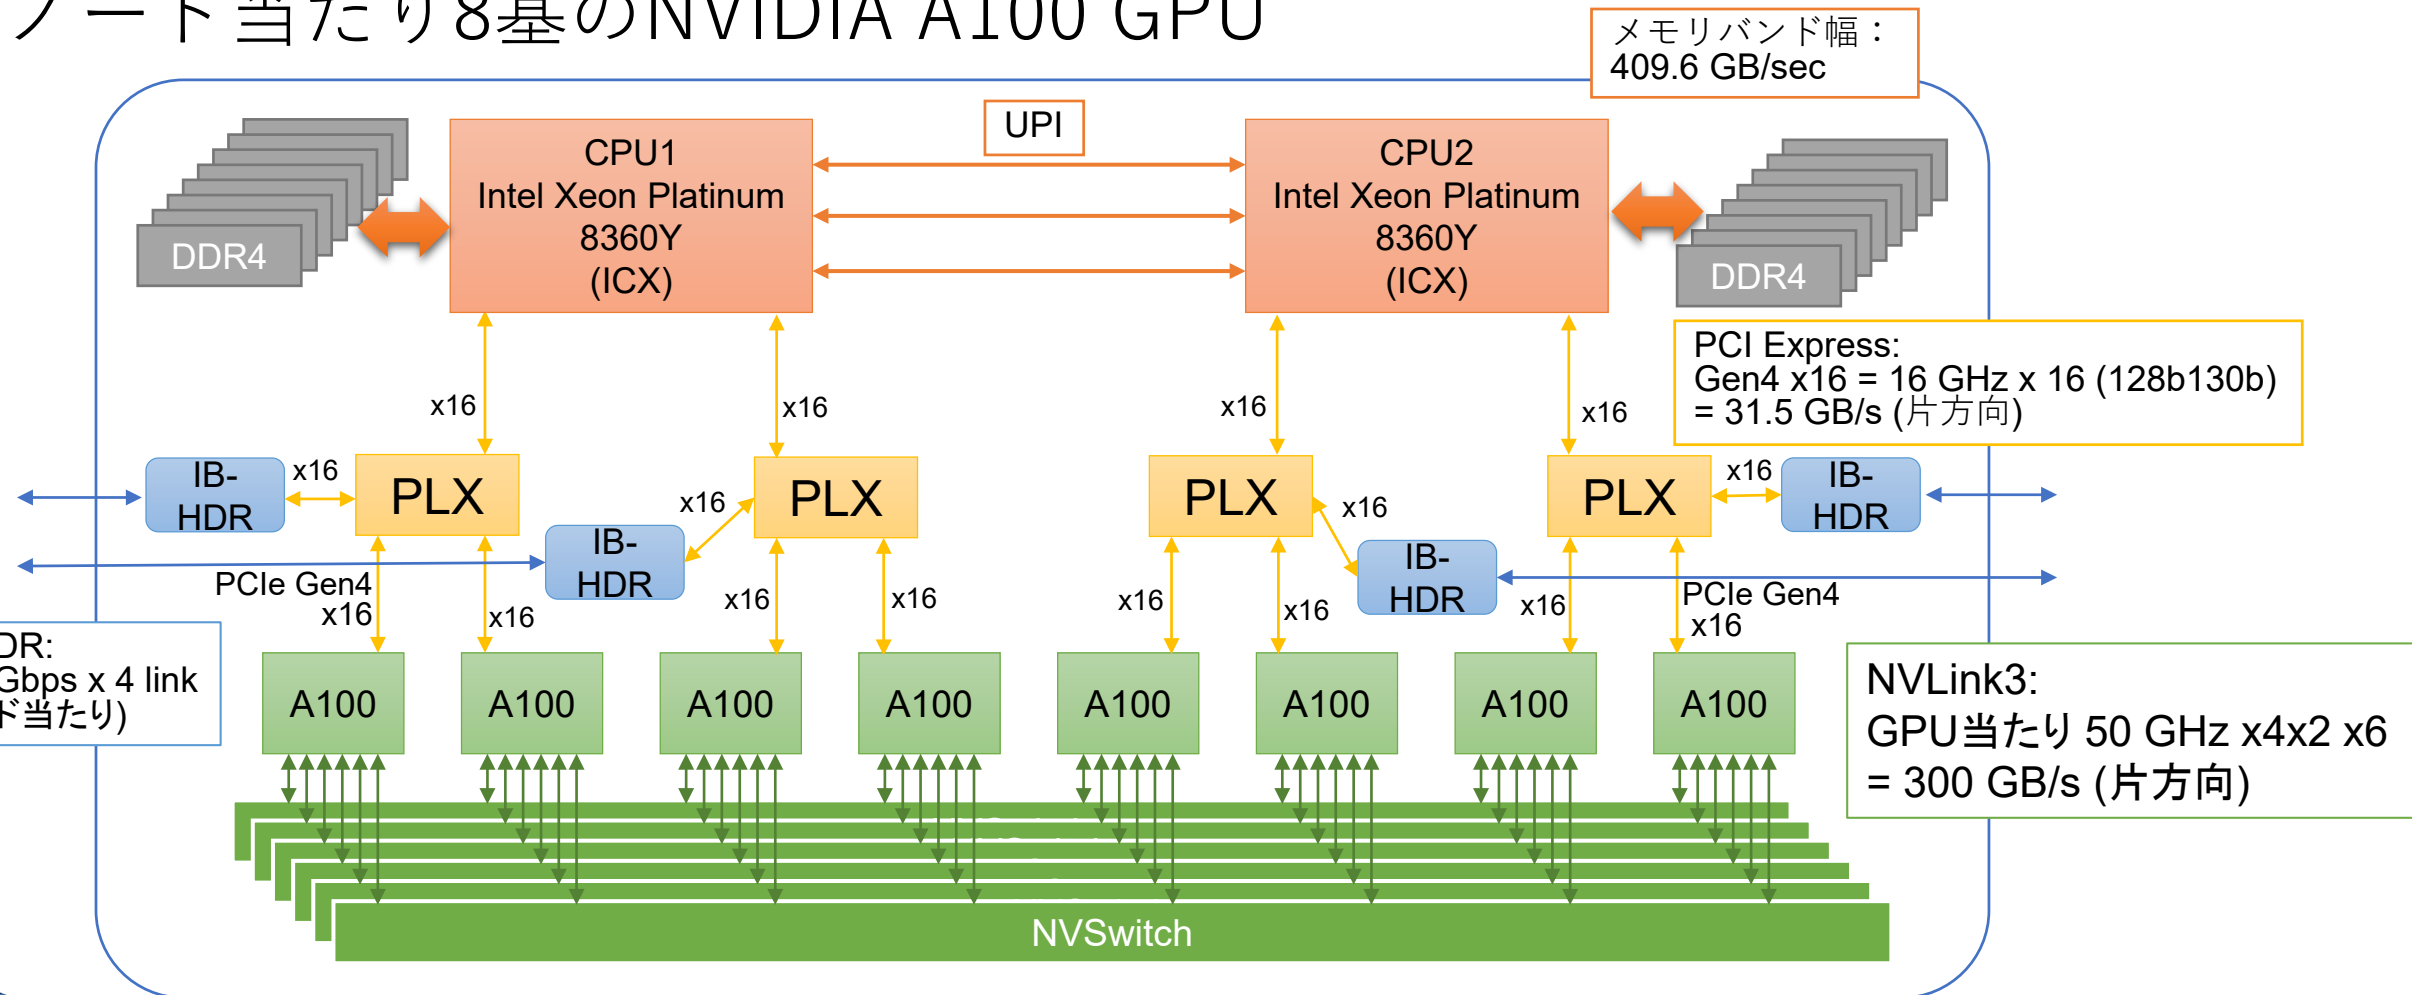 ノード当たり8基のNVIDIA A100 GPU
メモリバンド幅：
409.6 GB/sec
UPI
CPU1
Intel Xeon Platinum
8360Y
(ICX)
CPU2
Intel Xeon Platinum
8360Y
(ICX)
DDR4
DDR4
PCI Express:
Gen4 x16 = 16 GHz x 16 (128b130b)
= 31.5 GB/s (片方向)
x16
x16
x16
x16
IB-
HDR
x16
PLX
x16
PLX
PLX
x16
PLX
x16
IB-
HDR
IB-
HDR
IB-
HDR
PCIe Gen4
x16
x16
x16
x16
x16
x16
x16
PCIe Gen4
x16
DR:
Gbps x 4 link
ド当たり)
A100
A100
A100
A100
A100
A100
A100
A100
NVLink3:
GPU当たり 50 GHz x4x2 x6
= 300 GB/s (片方向)
NVSwitch